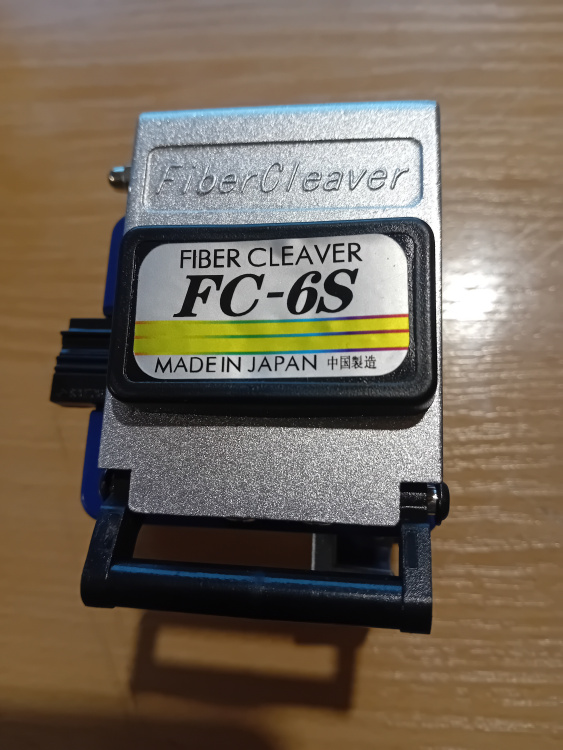 FiberCleaver
FIBER CLEAVER
FC-6S
MADE IN JAPAN 中国製造